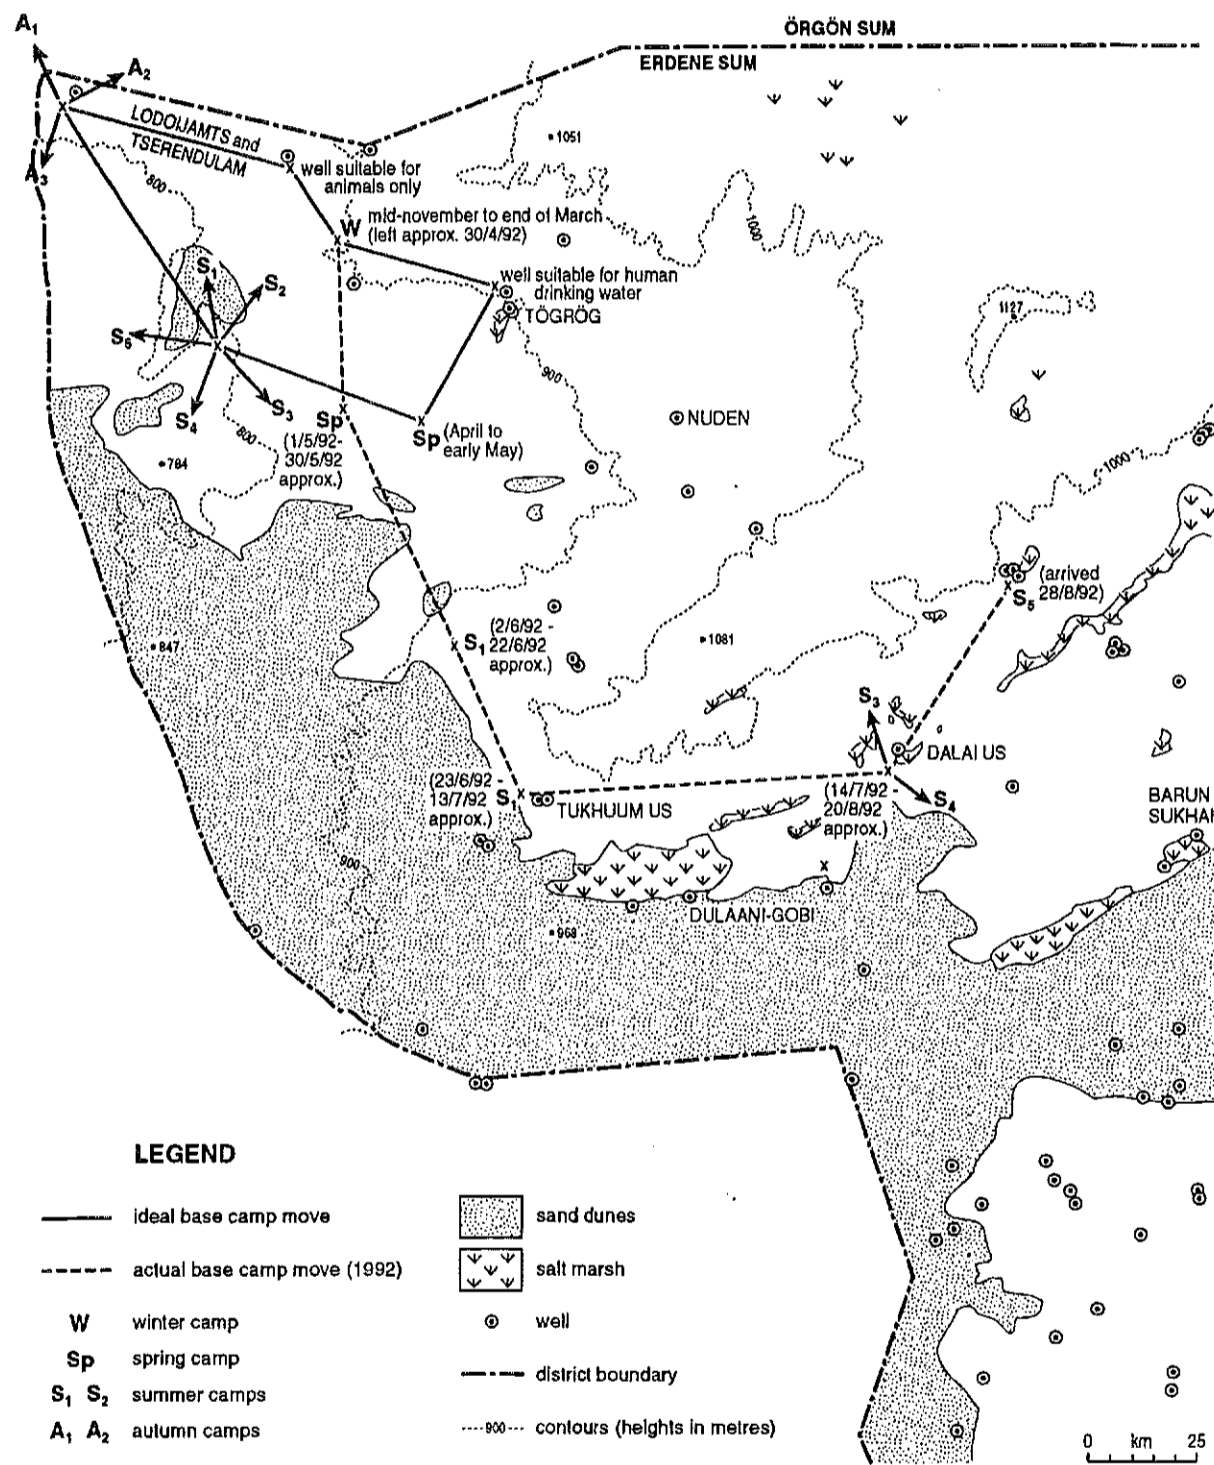 A1
ÖRGÖN SUM
ERDENE SUM
A2
LODOIJAMTS and
TSERENDULAM
A3
800
well suitable for
animals only
1051
W
mid-november to end of March
(left approx. 30/4/92)
1000
S1
S2
well suitable for human
drinking water
TÖGRÖG
1127
S6
900
S4
S3
800
Sp
(1/5/92-
30/5/92
approx.)
Sp
(April to
early May)
NUDEN
784
1000
S5
(arrived
28/8/92)
847
S1
(2/6/92 -
22/6/92
approx.)
1081
S3
DALAI US
(23/6/92 -
13/7/92
approx.)
S1
TUKHUUM US
(14/7/92 -
20/8/92
approx.)
S4
BARUN
SUKHAI
900
DULAANI-GOBI
968
LEGEND
ideal base camp move
actual base camp move (1992)
W winter camp
Sp spring camp
S1 S2 summer camps
A1 A2 autumn camps
sand dunes
salt marsh
well
district boundary
900 contours (heights in metres)
0 km 25